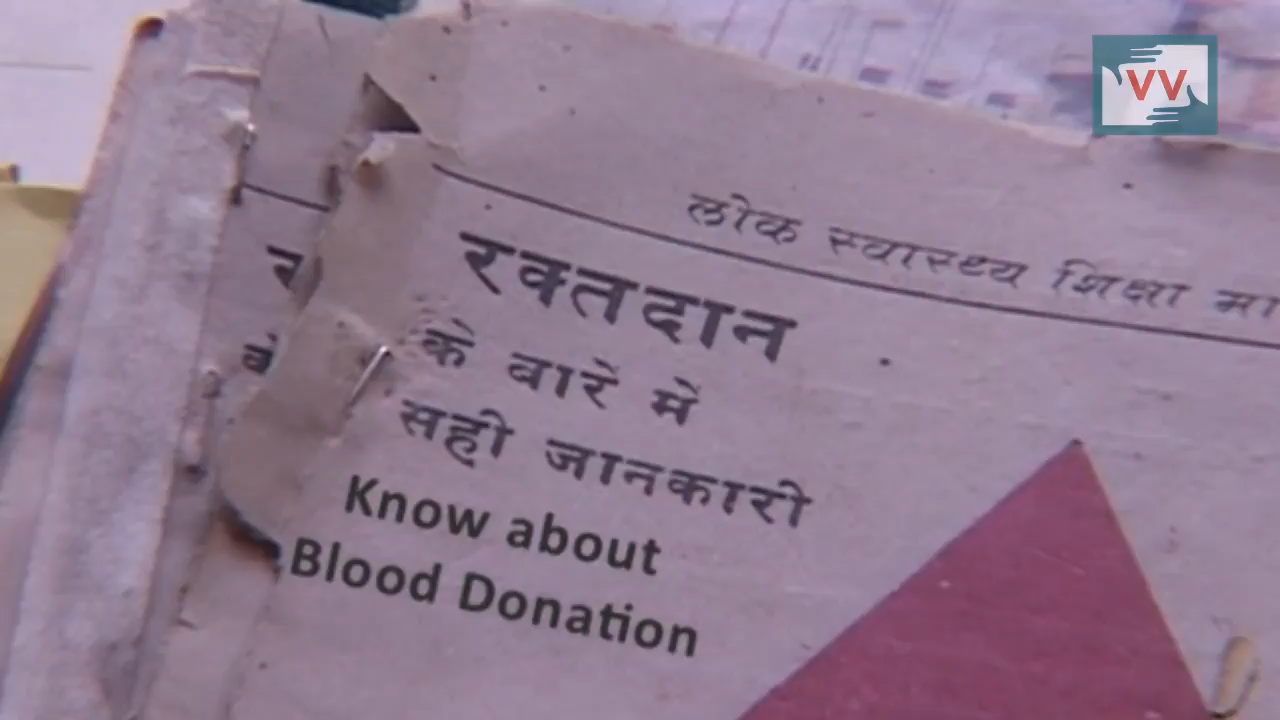 VV
लोक स्वास्थ्य शिक्षा मा
रक्तदान
के बारे में
सही जानकारी
Know about
Blood Donation